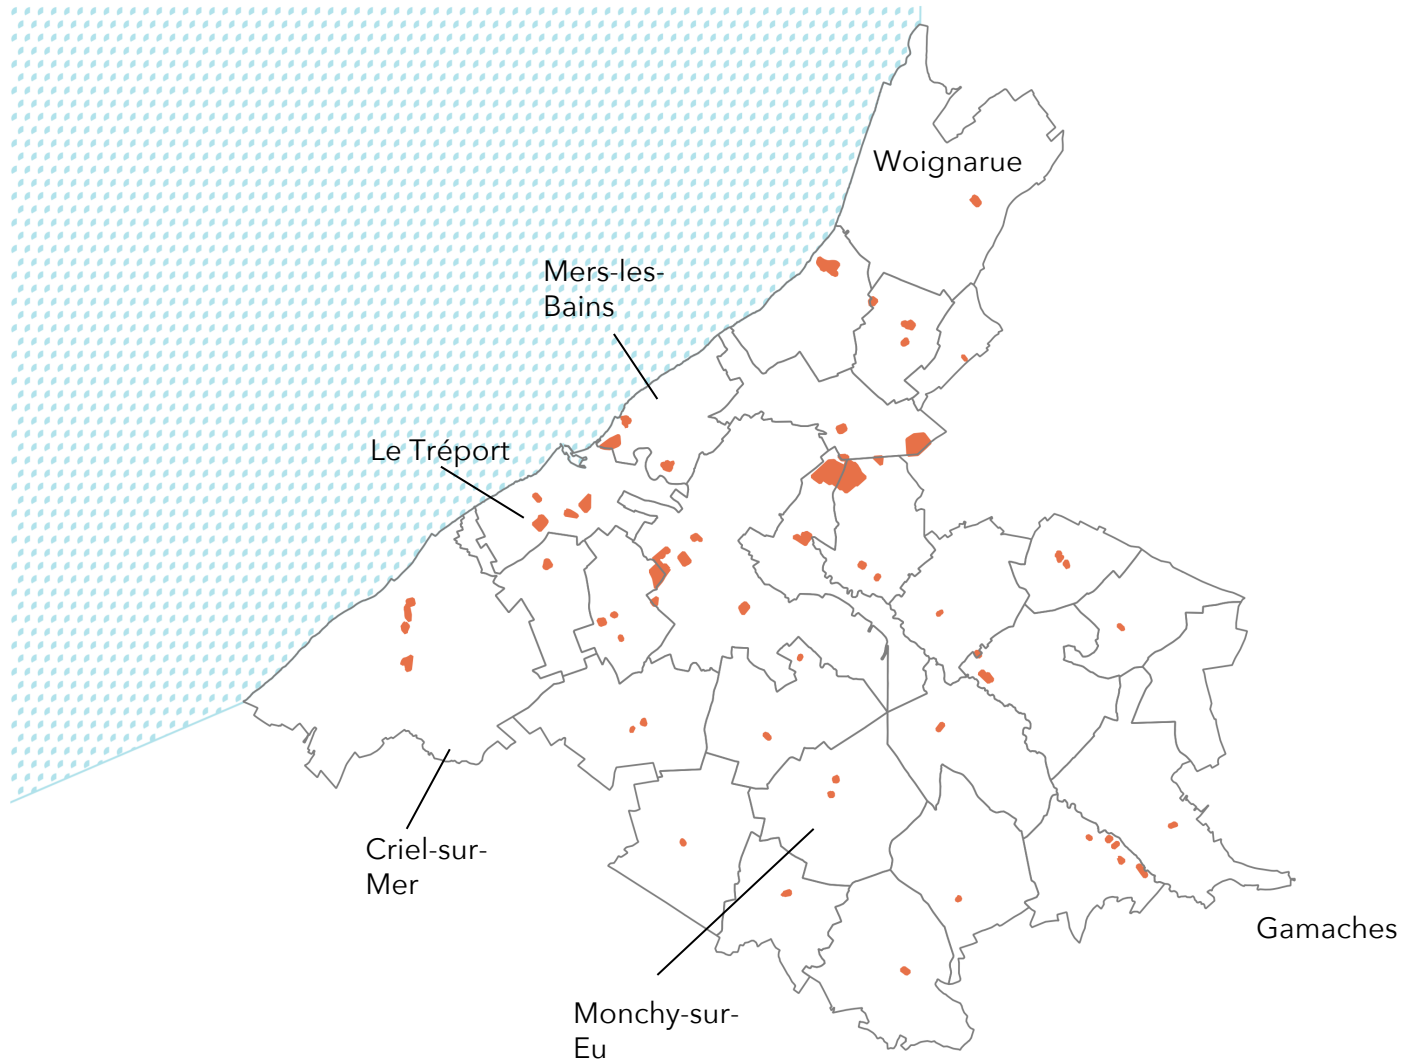 Woignarue
Mers-les-
Bains
Le Tréport
Criel-sur-
Mer
Gamaches
Monchy-sur-
Eu